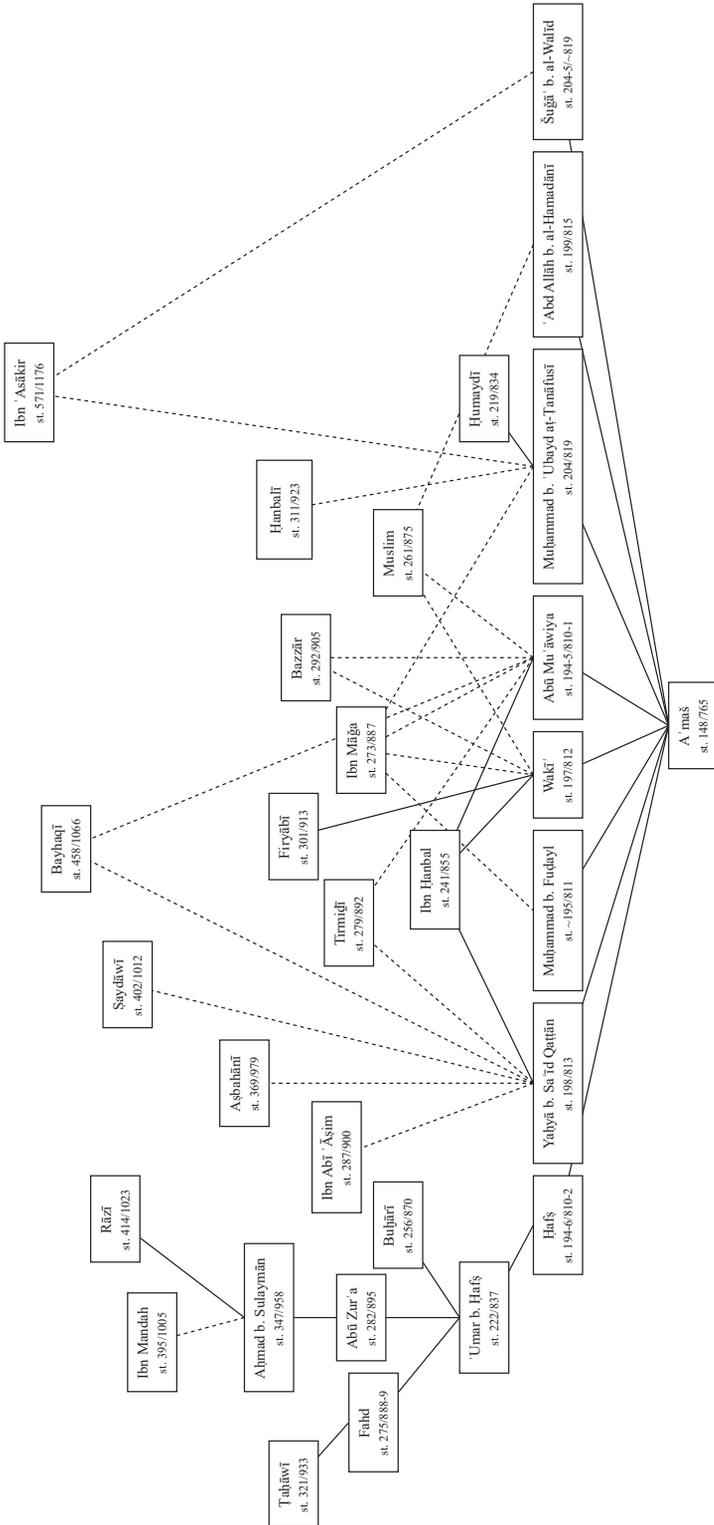 Ibn ʿAsākir
st. 571/1176
Bayhaqī
st. 458/1066
Ṣaydāwī
st. 402/1012
Rāzī
st. 414/1023
Ibn Mandah
st. 395/1005
Aṣbahānī
st. 369/979
Aḥmad b. Sulaymān
st. 347/958
Ḥanbalī
st. 311/923
Firyābī
st. 301/913
Ṭaḥāwī
st. 321/933
Bazzār
st. 292/905
Ibn Abī ʿĀṣim
st. 287/900
Tirmiḏī
st. 279/892
Ibn Māǧa
st. 273/887
Abū Zurʿa
st. 282/895
Fahd
st. 275/888-9
Muslim
st. 261/875
Buḫārī
st. 256/870
Ibn Ḥanbal
st. 241/855
Ḥumaydī
st. 219/834
ʿUmar b. Ḥafṣ
st. 222/837
Ḥafṣ
st. 194-6/810-2
Yaḥyā b. Saʿīd Qaṭṭān
st. 198/813
Muḥammad b. Fuḍayl
st. ~195/811
Wakīʿ
st. 197/812
Abū Muʿāwiya
st. 194-5/810-1
Muḥammad b. ʿUbayd aṭ-Ṭanāfusī
st. 204/819
ʿAbd Allāh b. al-Hamadānī
st. 199/815
Šuǧāʿ b. al-Walīd
st. 204-5/~819
Aʿmaš
st. 148/765